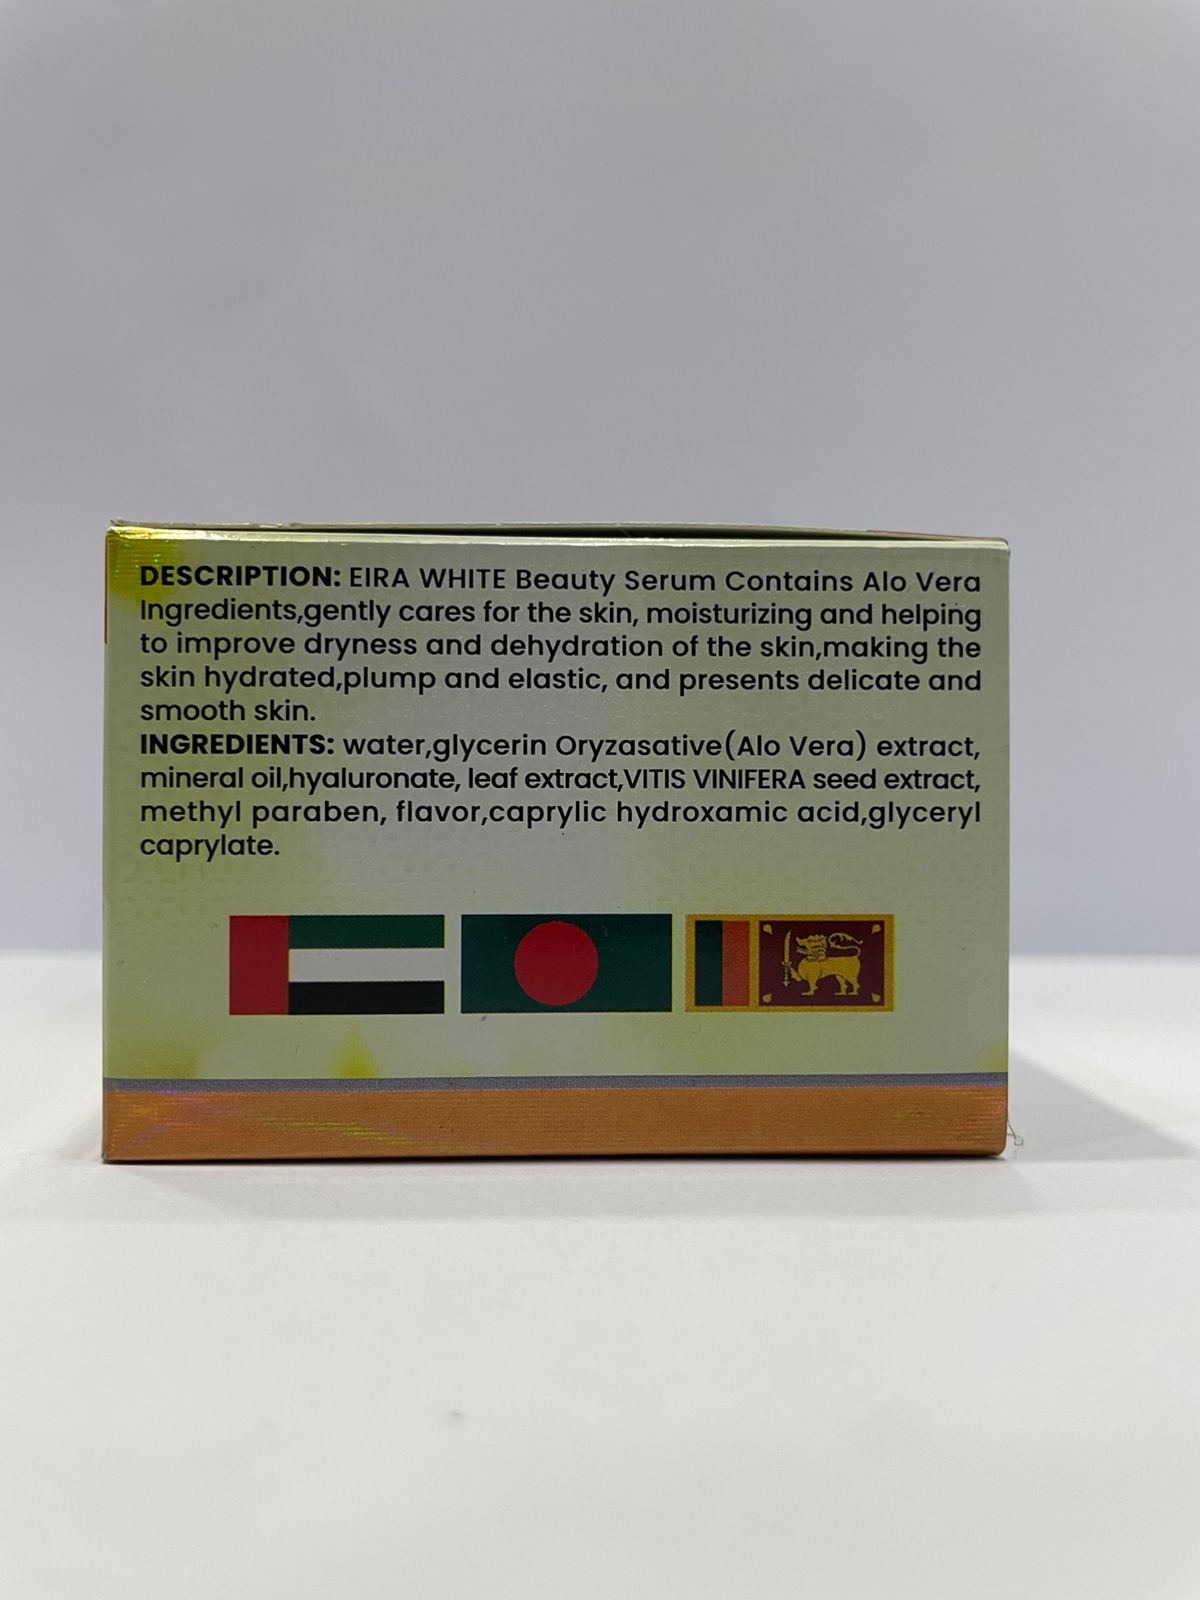 DESCRIPTION: EIRA WHITE Beauty Serum Contains Alo Vera
Ingredients,gently cares for the skin, moisturizing and helping
to improve dryness and dehydration of the skin,making the
skin hydrated,plump and elastic, and presents delicate and
smooth skin.
INGREDIENTS: water,glycerin Oryzasative(Alo Vera) extract,
mineral oil,hyaluronate, leaf extract,VITIS VINIFERA seed extract,
methyl paraben, flavor,caprylic hydroxamic acid,glyceryl
caprylate.